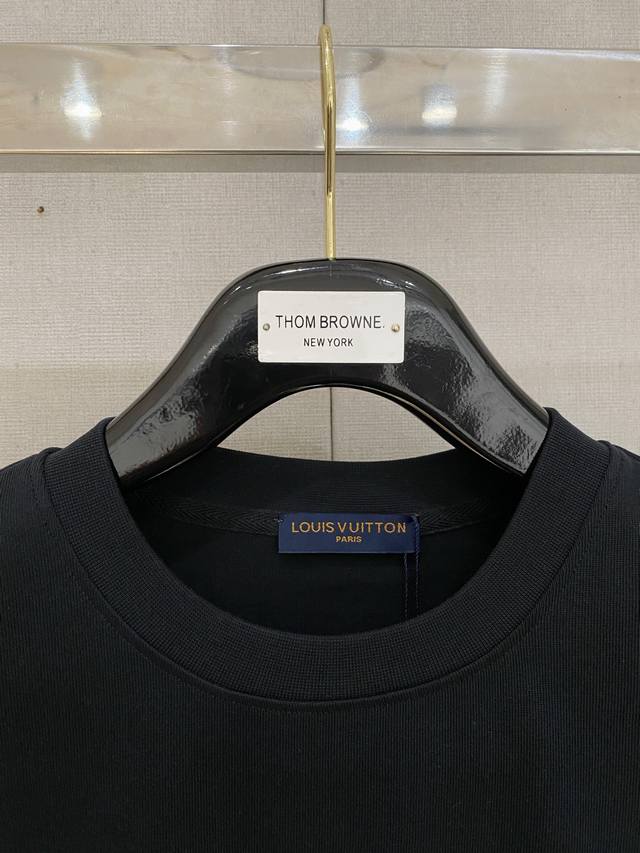 THOM BROWNE.
NEW YORK
LOUIS VUITTON
PARIS